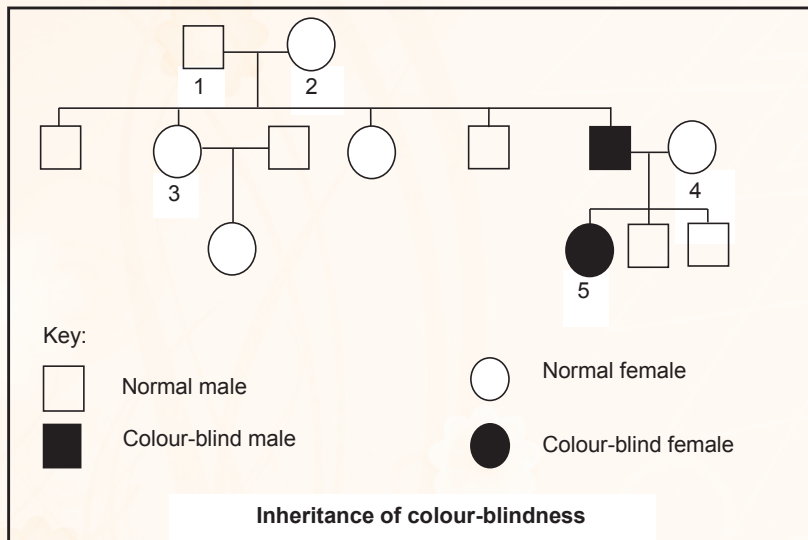 1 2
3 4
5
Key:
Normal male Normal female
Colour-blind male Colour-blind female
Inheritance of colour-blindness